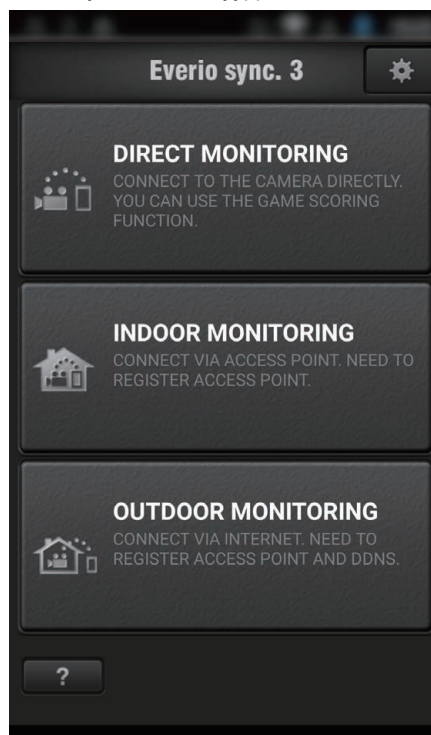 Everio sync. 3
DIRECT MONITORING
CONNECT TO THE CAMERA DIRECTLY.
YOU CAN USE THE GAME SCORING
FUNCTION.
INDOOR MONITORING
CONNECT VIA ACCESS POINT. NEED TO
REGISTER ACCESS POINT.
OUTDOOR MONITORING
CONNECT VIA INTERNET. NEED TO
REGISTER ACCESS POINT AND DDNS.
?